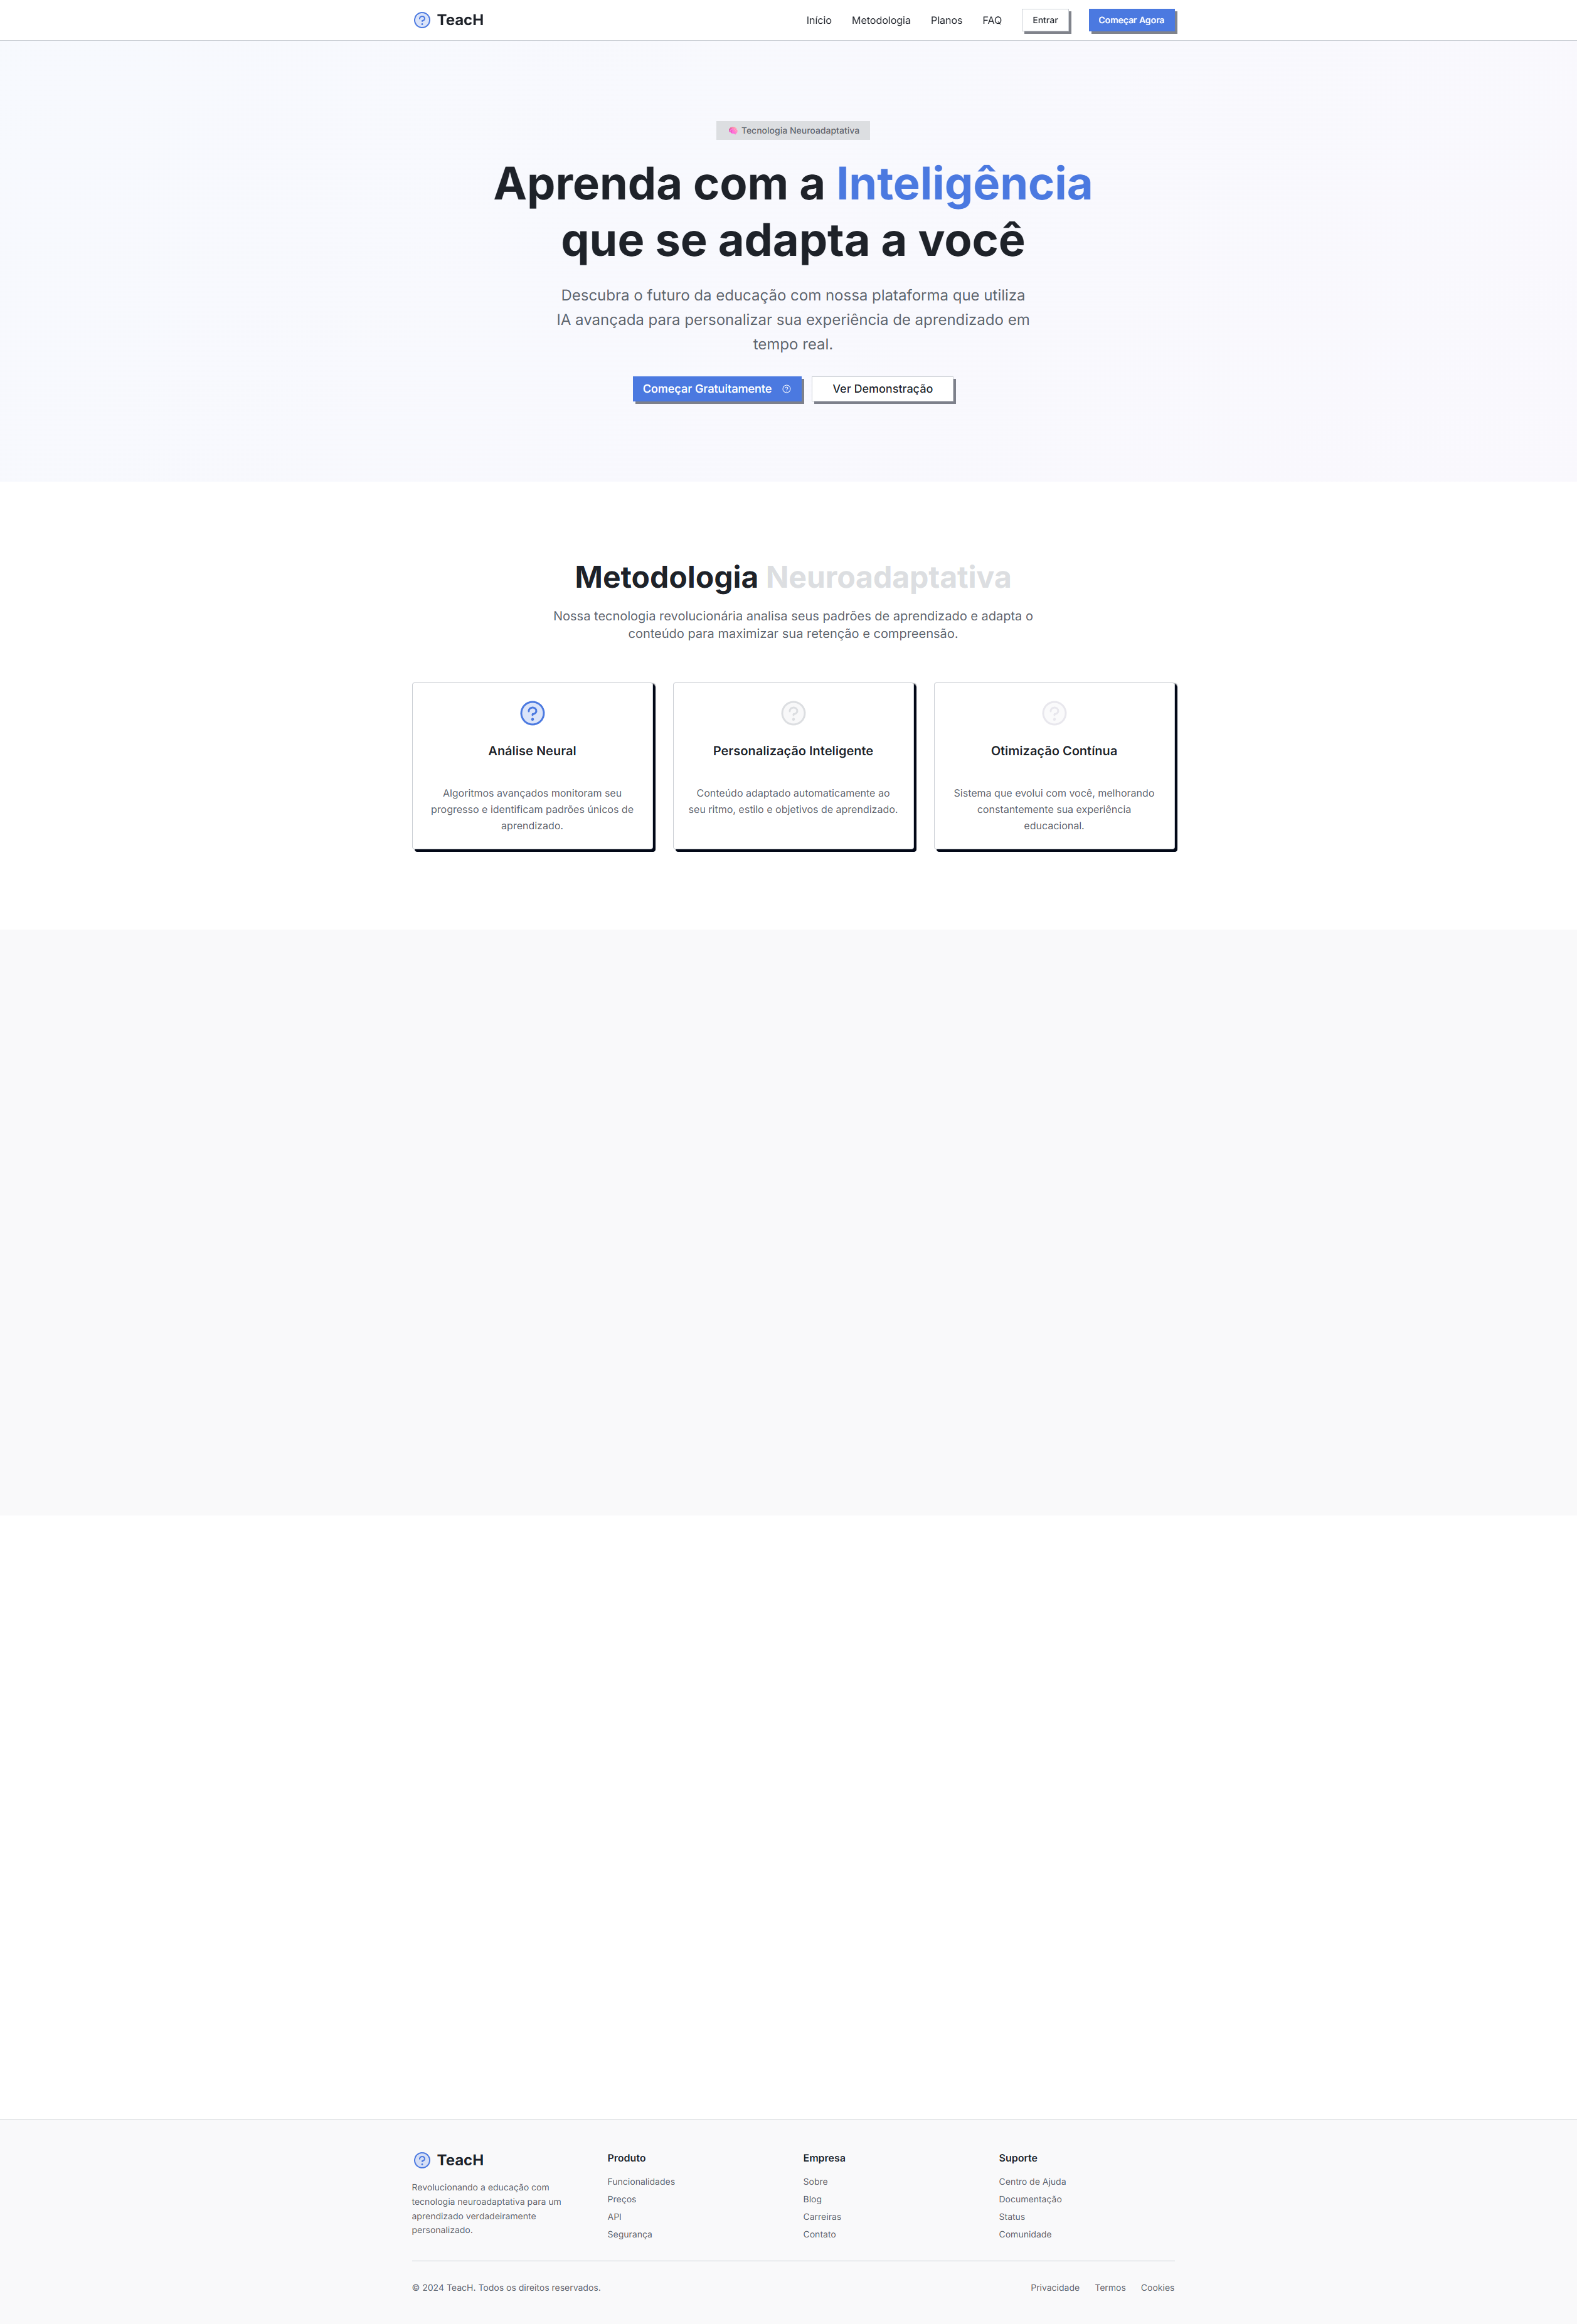 TeacH
Início
Metodologia
Planos
FAQ
Entrar
Começar Agora
Tecnologia Neuroadaptativa
Aprenda com a Inteligência
que se adapta a você
Descubra o futuro da educação com nossa plataforma que utiliza
IA avançada para personalizar sua experiência de aprendizado em
tempo real.
Começar Gratuitamente
Ver Demonstração
Metodologia Neuroadaptativa
Nossa tecnologia revolucionária analisa seus padrões de aprendizado e adapta o
conteúdo para maximizar sua retenção e compreensão.
Análise Neural
Algoritmos avançados monitoram seu
progresso e identificam padrões únicos de
aprendizado.
Personalização Inteligente
Conteúdo adaptado automaticamente ao
seu ritmo, estilo e objetivos de aprendizado.
Otimização Contínua
Sistema que evolui com você, melhorando
constantemente sua experiência
educacional.
TeacH
Revolucionando a educação com
tecnologia neuroadaptativa para um
aprendizado verdadeiramente
personalizado.
Produto
Funcionalidades
Preços
API
Segurança
Empresa
Sobre
Blog
Carreiras
Contato
Suporte
Centro de Ajuda
Documentação
Status
Comunidade
© 2024 TeacH. Todos os direitos reservados.
Privacidade
Termos
Cookies